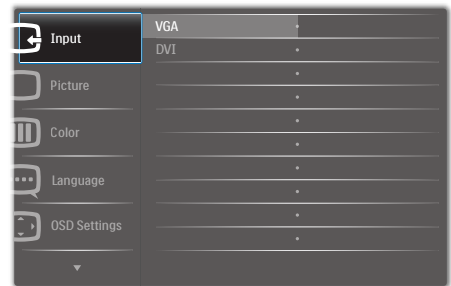 Input
VGA
DVI
Picture
Color
Language
OSD Settings